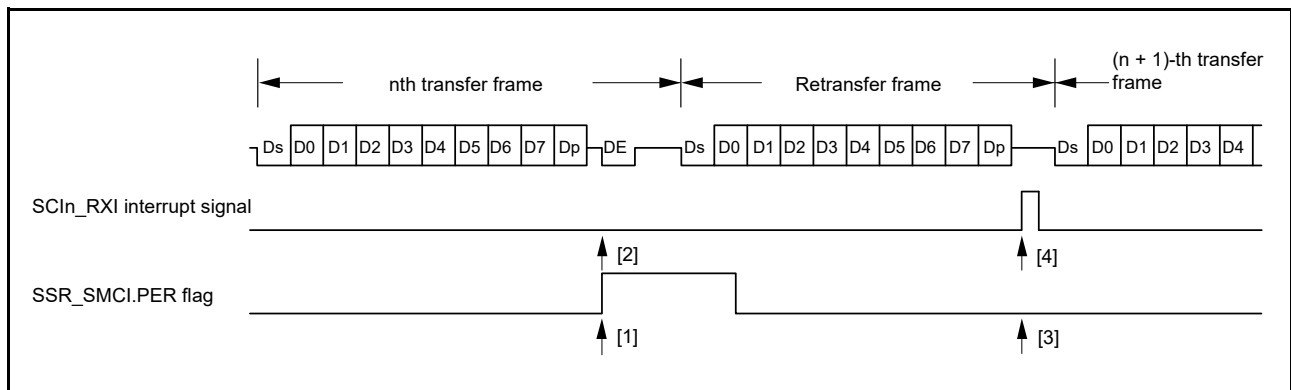 (n + 1)-th transfer
frame
nth transfer frame
Retransfer frame
Ds D0 D1 D2 D3 D4 D5 D6 D7 Dp DE Ds D0 D1 D2 D3 D4 D5 D6 D7 Dp Ds D0 D1 D2 D3 D4
SCIn_RXI interrupt signal
[2] [4]
SSR_SMCI.PER flag
[1] [3]